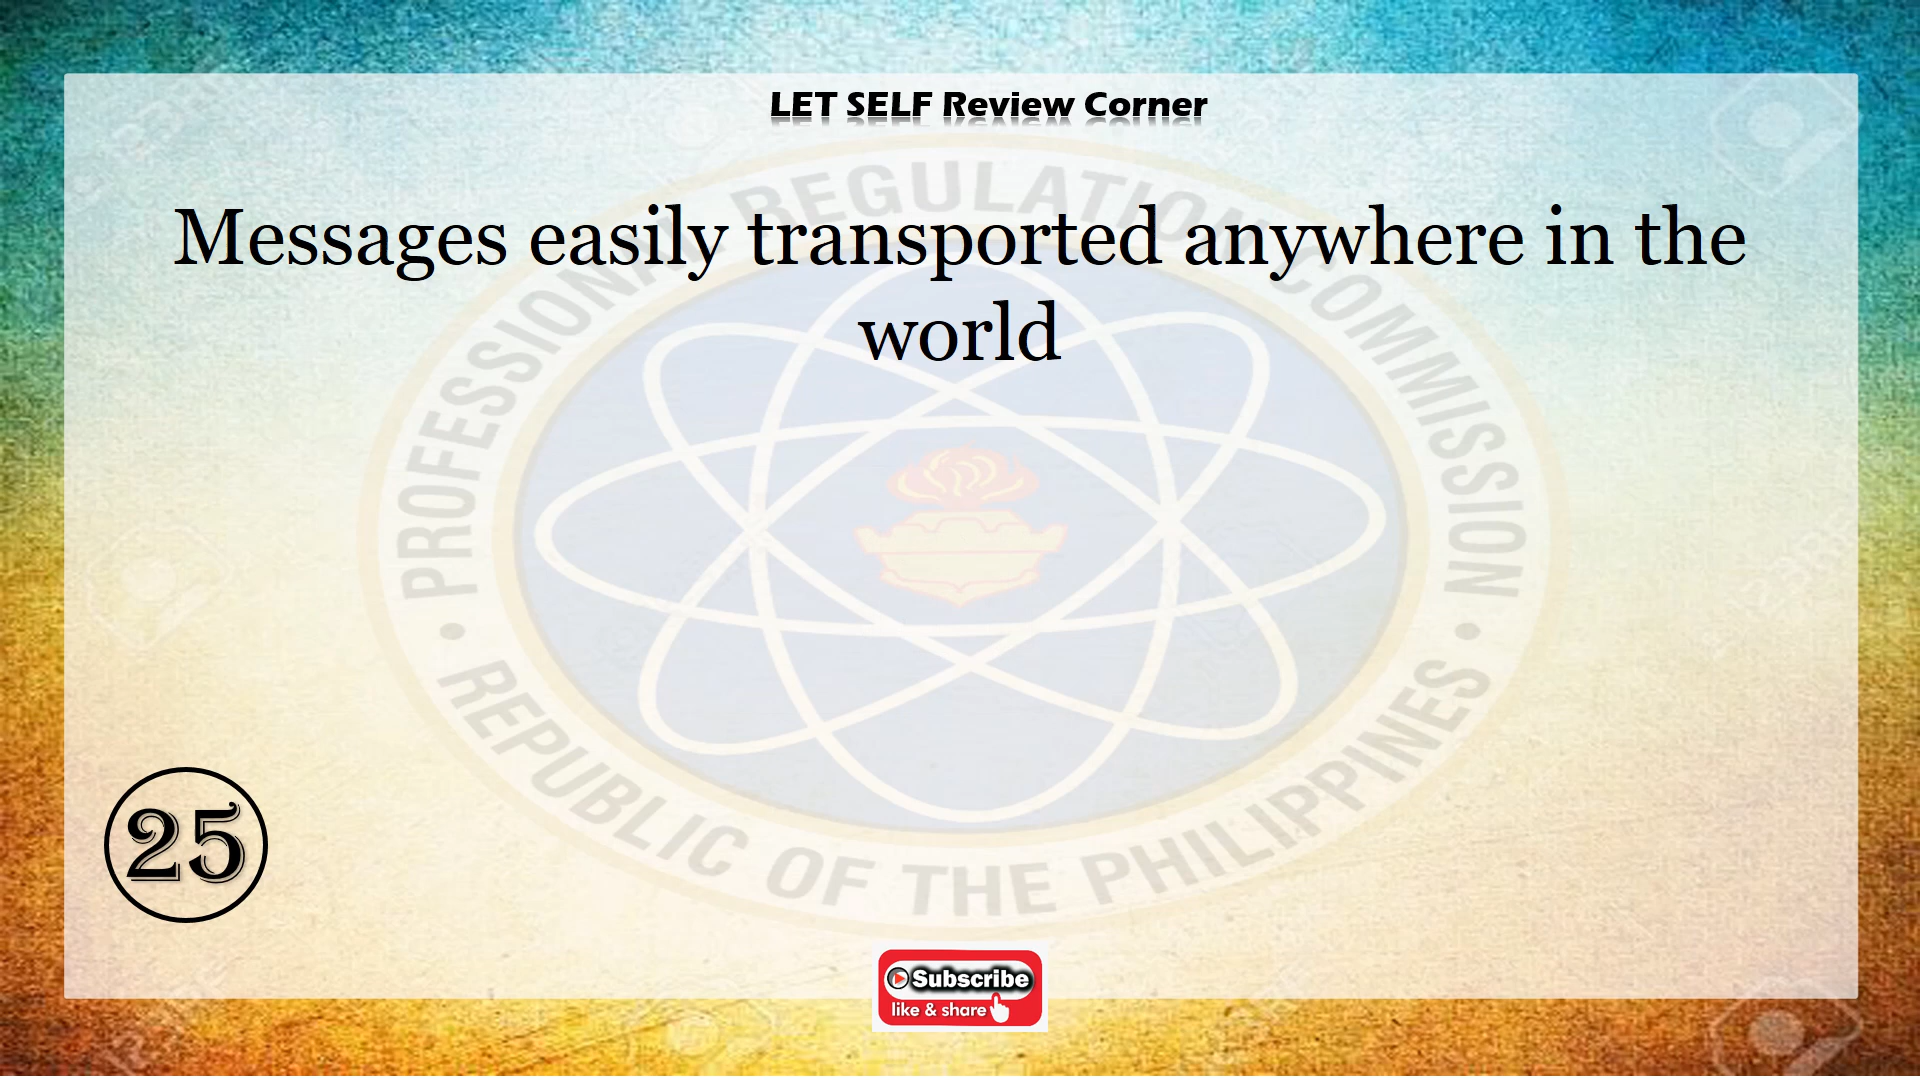 LET SELF Review Corner
Messages easily transported anywhere in the
world
PROFESSIONAL REGULATION COMMISSION
• REPUBLIC OF THE PHILIPPINES •
25
Subscribe
like & share